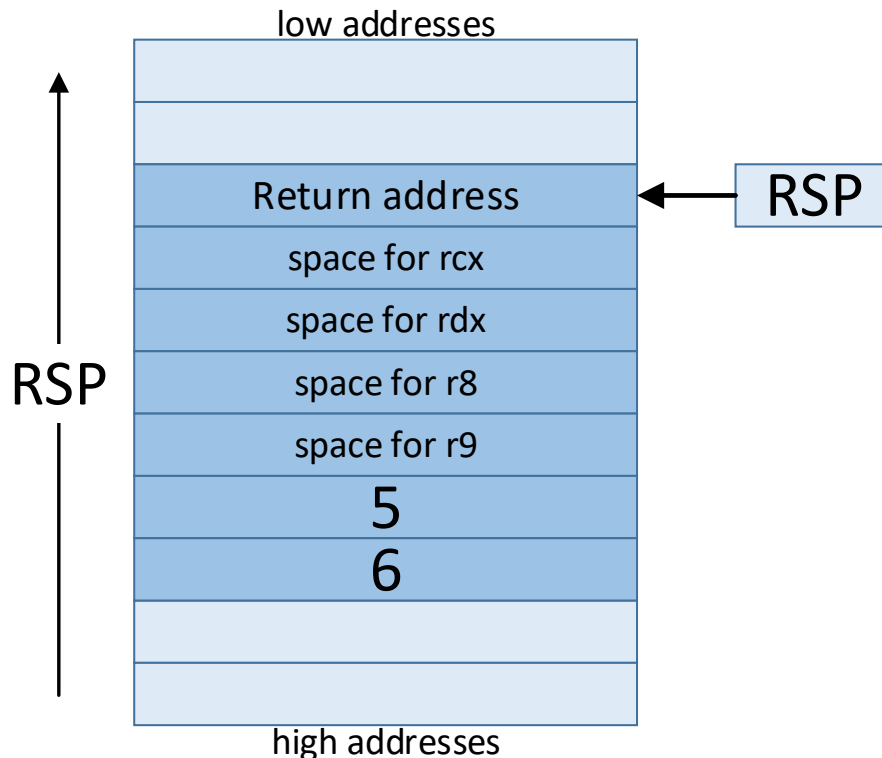 low addresses
Return address
RSP
space for rcx
space for rdx
RSP
space for r8
space for r9
5
6
high addresses